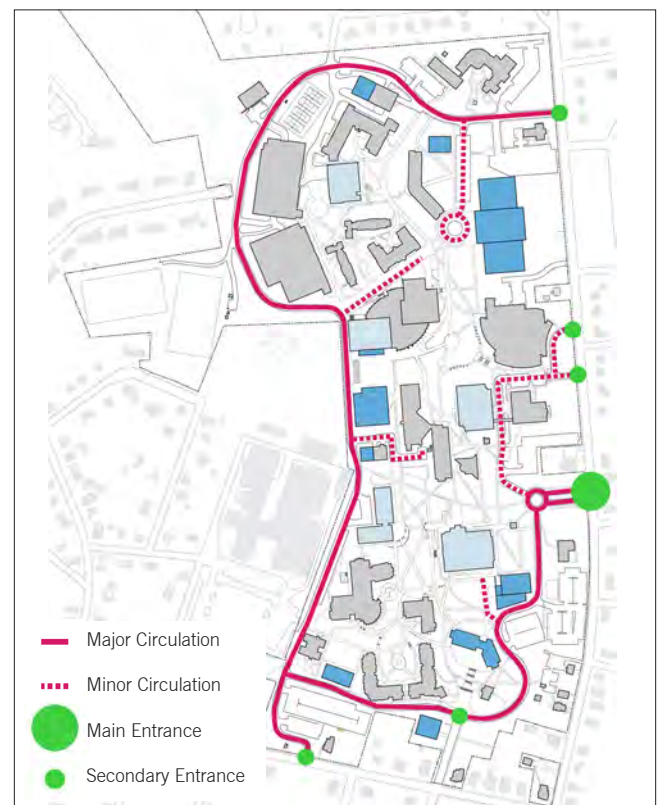 Major Circulation
Minor Circulation
Main Entrance
Secondary Entrance